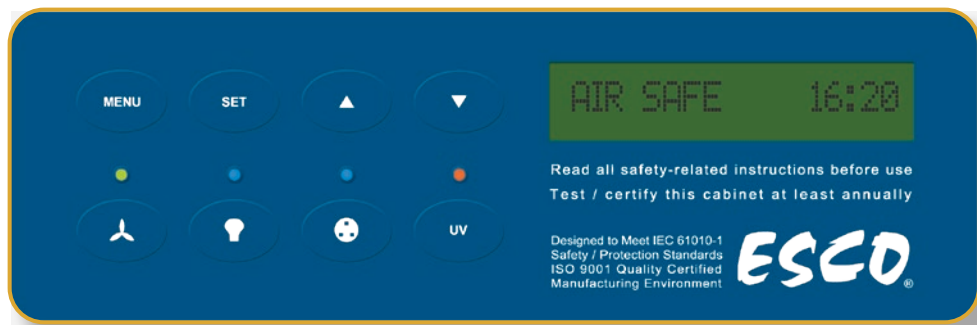 MENU
SET
AIR SAFE 16:20
Read all safety-related instructions before use
Test / certify this cabinet at least annually
UV
Designed to Meet IEC 61010-1
Safety / Protection Standards
ISO 9001 Quality Certified
Manufacturing Environment
ESCO®